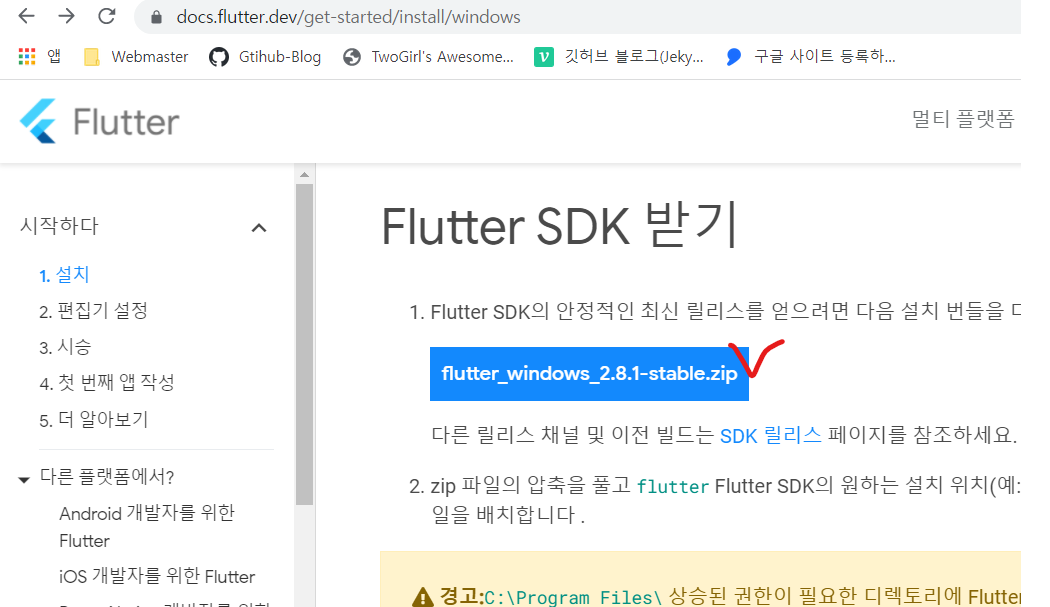 docs.flutter.dev/get-started/install/windows
앱 Webmaster Gtihub-Blog TwoGirl's Awesome... 깃허브 블로그(Jeky... 구글 사이트 등록하...
Flutter
멀티 플랫폼
시작하다
1. 설치
2. 편집기 설정
3. 시승
4. 첫 번째 앱 작성
5. 더 알아보기
다른 플랫폼에서?
Android 개발자를 위한
Flutter
iOS 개발자를 위한 Flutter
Flutter SDK 받기
1. Flutter SDK의 안정적인 최신 릴리스를 얻으려면 다음 설치 번들을
flutter_windows_2.8.1-stable.zip
다른 릴리스 채널 및 이전 빌드는 SDK 릴리스 페이지를 참조하세요.
2. zip 파일의 압축을 풀고 flutter Flutter SDK의 원하는 설치 위치(예:
일을 배치합니다 .
경고:C:\Program Files\ 상승된 권한이 필요한 디렉토리에 Flutter